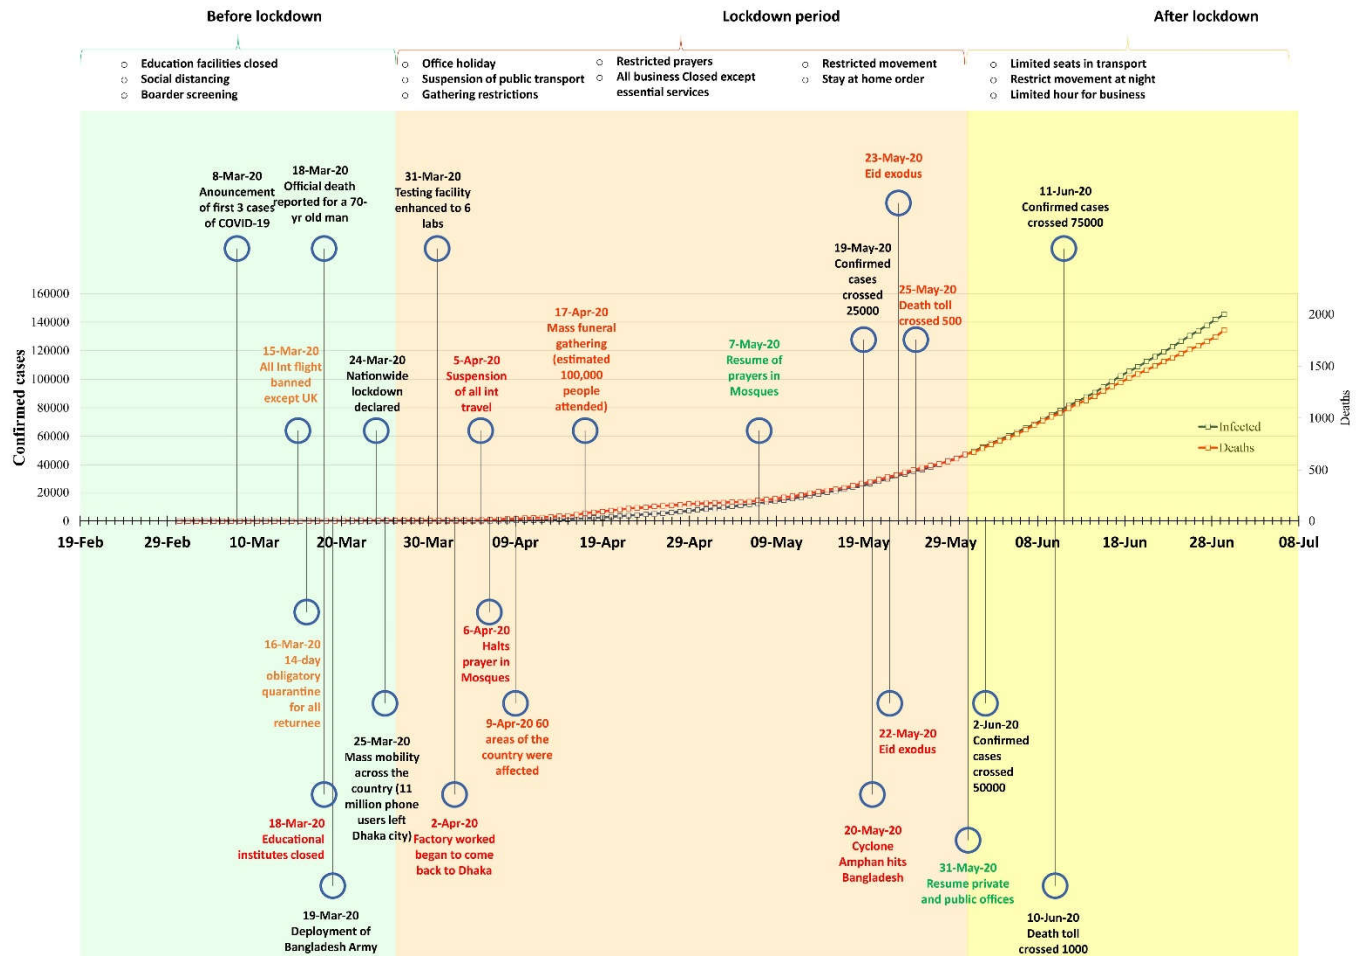 Before lockdown
Lockdown period
After lockdown
Education facilities closed
Social distancing
Boarder screening
Office holiday
Suspension of public transport
Gathering restrictions
Restricted prayers
All business Closed except
essential services
Restricted movement
Stay at home order
Limited seats in transport
Restrict movement at night
Limited hour for business
8-Mar-20
Anouncement
of first 3 cases
of COVID-19
18-Mar-20
Official death
reported for a 70-
yr old man
31-Mar-20
Testing facility
enhanced to 6
labs
23-May-20
Eid exodus
11-Jun-20
Confirmed cases
crossed 75000
19-May-20
Confirmed
cases
crossed
25000
25-May-20
Death toll
crossed 500
15-Mar-20
All Int flight
banned
except UK
24-Mar-20
Nationwide
lockdown
declared
5-Apr-20
Suspension
of all int
travel
17-Apr-20
Mass funeral
gathering
(estimated
100,000
people
attended)
7-May-20
Resume of
prayers in
Mosques
Confirmed cases
160000
140000
120000
100000
80000
60000
40000
20000
0
2000
1500
1000
500
0
Deaths
Infected
Deaths
19-Feb
29-Feb
10-Mar
20-Mar
30-Mar
09-Apr
19-Apr
29-Apr
09-May
19-May
29-May
08-Jun
18-Jun
28-Jun
08-Jul
16-Mar-20
14-day
obligatory
quarantine
for all
returnee
6-Apr-20
Halts
prayer in
Mosques
9-Apr-20 60
areas of the
country were
affected
25-Mar-20
Mass mobility
across the
country (11
million phone
users left
Dhaka city)
22-May-20
Eid exodus
2-Jun-20
Confirmed
cases
crossed
50000
18-Mar-20
Educational
institutes closed
2-Apr-20
Factory worked
began to come
back to Dhaka
20-May-20
Cyclone
Amphan hits
Bangladesh
31-May-20
Resume private
and public offices
19-Mar-20
Deployment of
Bangladesh Army
10-Jun-20
Death toll
crossed 1000